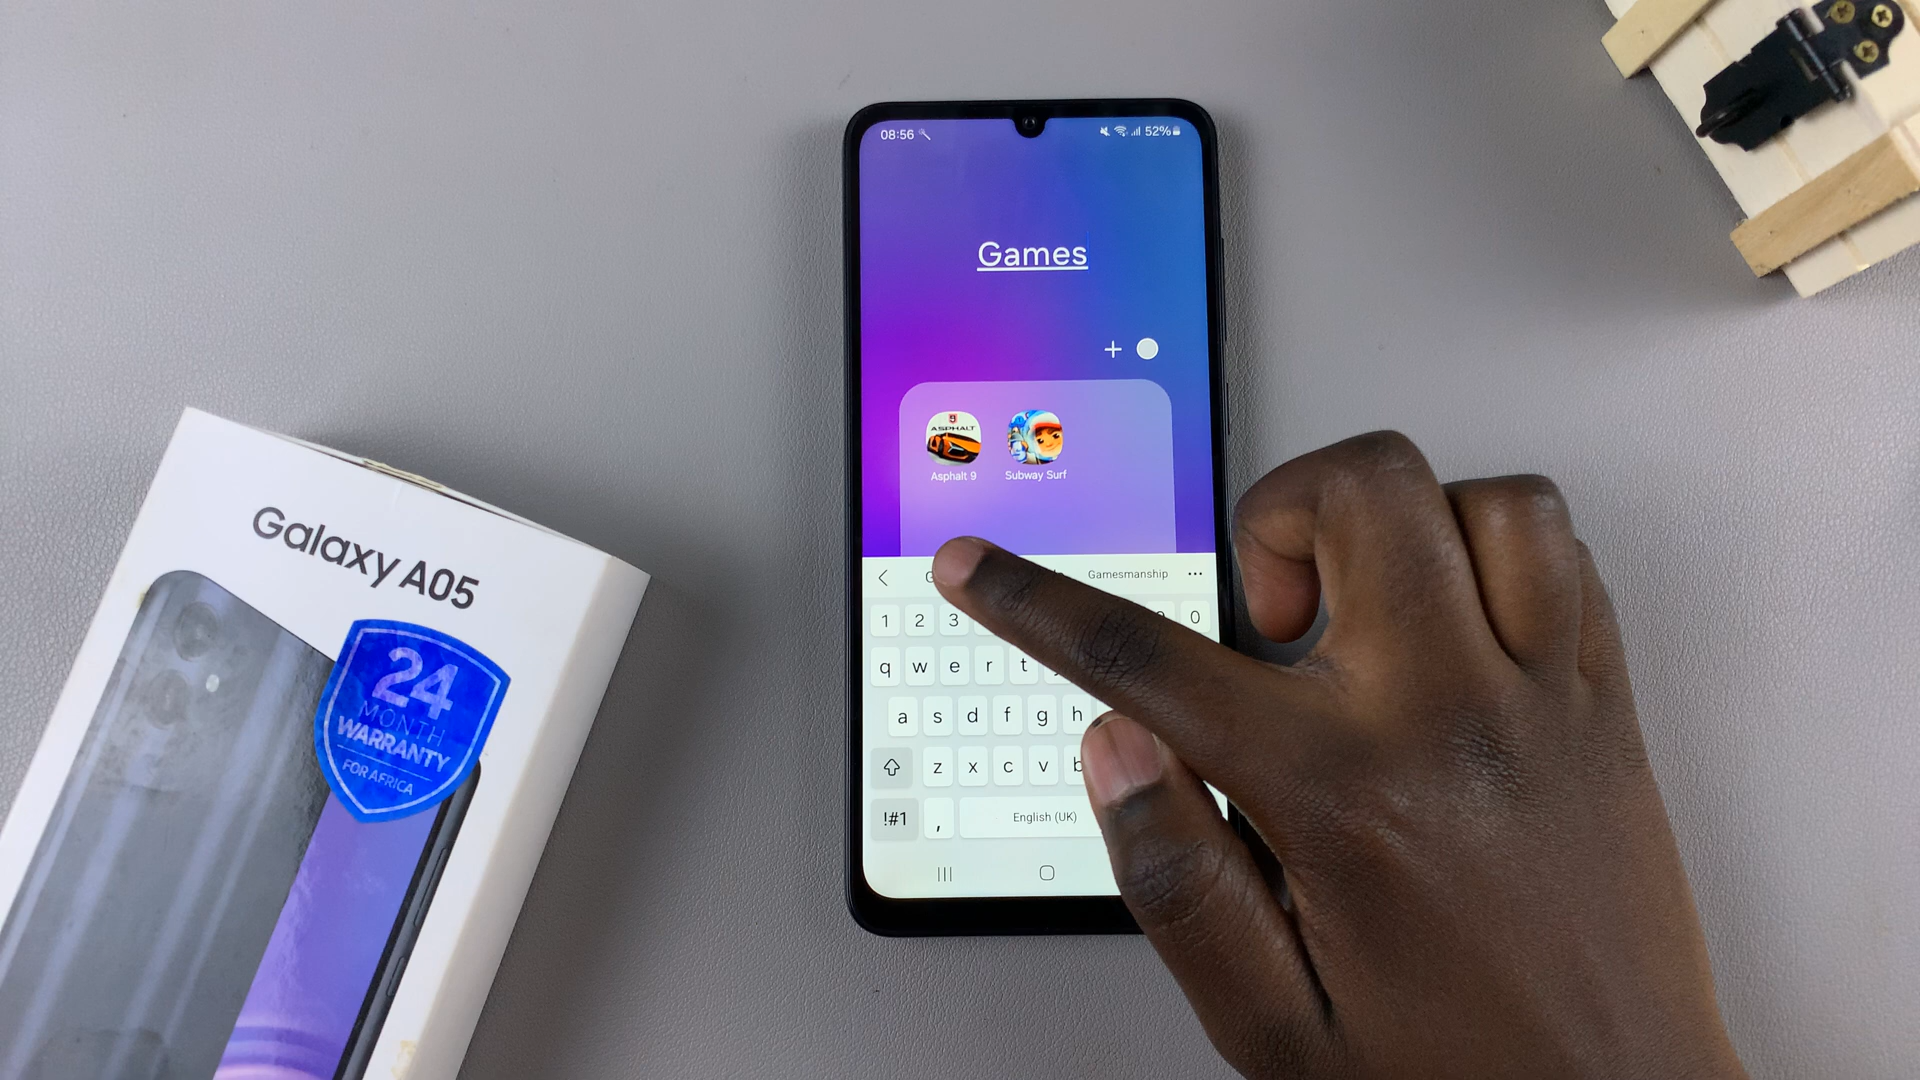 08:56
52%
Games
+
ASPHALT
Asphalt 9
Subway Surf
Gamesmanship
1 2 3 0
q w e r t
a s d f g h
z x c v b
!#1 , English (UK)
Galaxy A05
24
MONTH
WARRANTY
FOR AFRICA